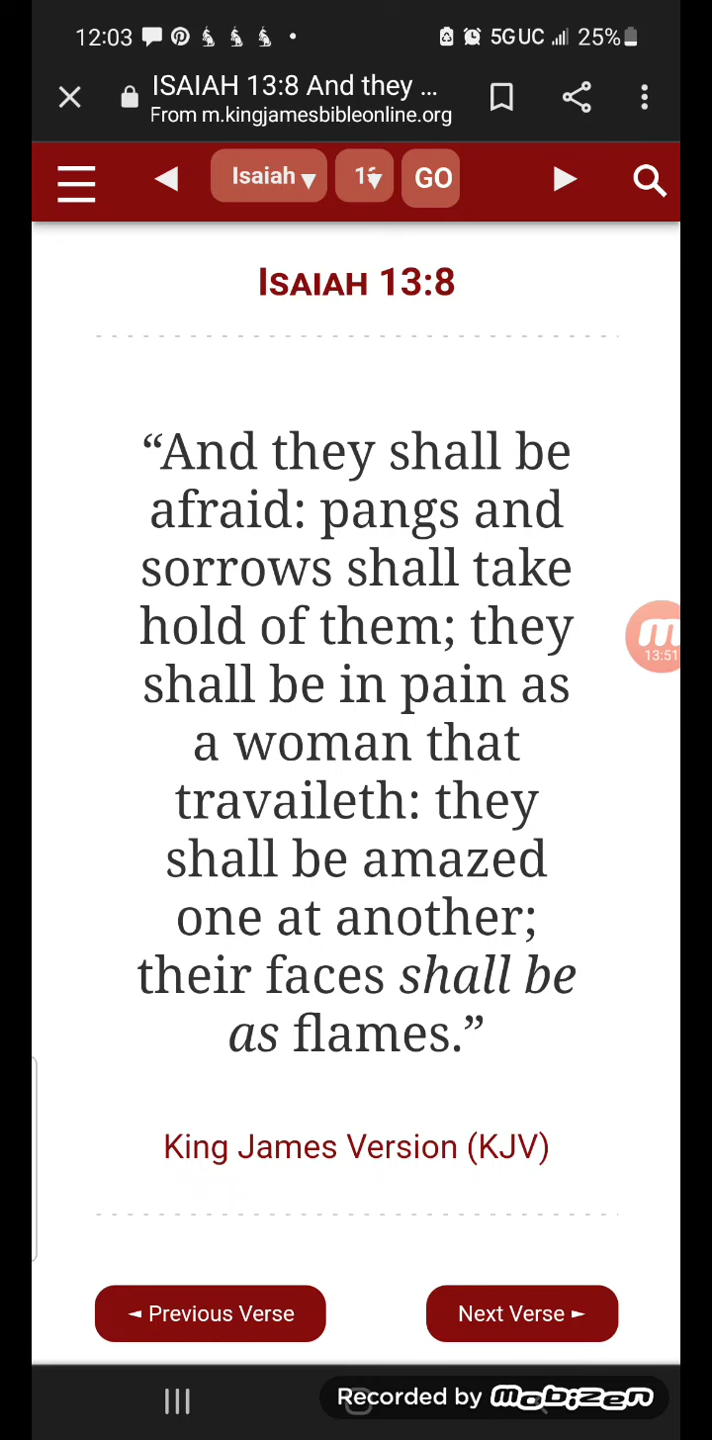 12:03 5GUC 25%
ISAIAH 13:8 And they ...
From m.kingjamesbibleonline.org
Isaiah GO
ISAIAH 13:8
“And they shall be
afraid: pangs and
sorrows shall take
hold of them; they
shall be in pain as
a woman that
travaileth: they
shall be amazed
one at another;
their faces shall be
as flames.”
13:51
King James Version (KJV)
◄ Previous Verse
Next Verse ►
Recorded by mobizen